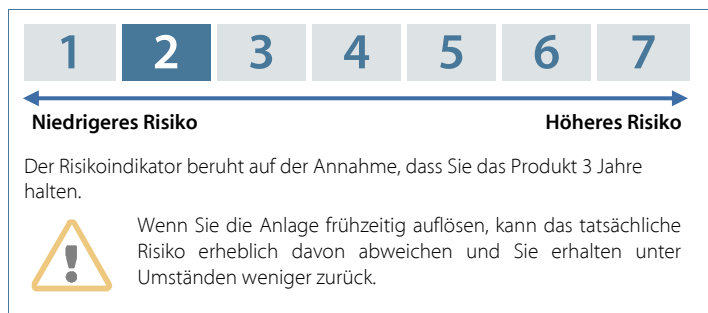 1 2 3 4 5 6 7
Niedrigeres Risiko Höheres Risiko
Der Risikoindikator beruht auf der Annahme, dass Sie das Produkt 3 Jahre
halten.
Wenn Sie die Anlage frühzeitig auflösen, kann das tatsächliche
Risiko erheblich davon abweichen und Sie erhalten unter
Umständen weniger zurück.